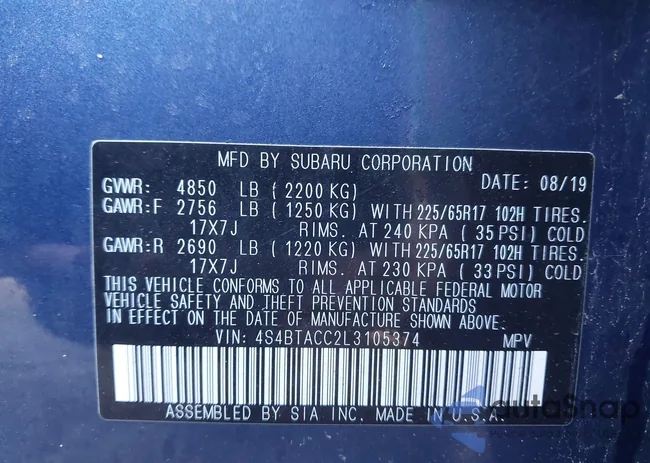 MFD BY SUBARU CORPORATION
DATE: 08/19
GVWR: 4850 LB (2200 KG)
GAWR:F 2756 LB (1250 KG) WITH 225/65R17 102H TIRES.
17X7J RIMS. AT 240 KPA (35 PSI) COLD
GAWR:R 2690 LB (1220 KG) WITH 225/65R17 102H TIRES.
17X7J RIMS. AT 230 KPA (33 PSI) COLD
THIS VEHICLE CONFORMS TO ALL APPLICABLE FEDERAL MOTOR
VEHICLE SAFETY AND THEFT PREVENTION STANDARDS
IN EFFECT ON THE DATE OF MANUFACTURE SHOWN ABOVE.
VIN: 4S4BTACC2L3105374 MPV
ASSEMBLED BY SIA INC. MADE IN U.S.A.
autoSnap